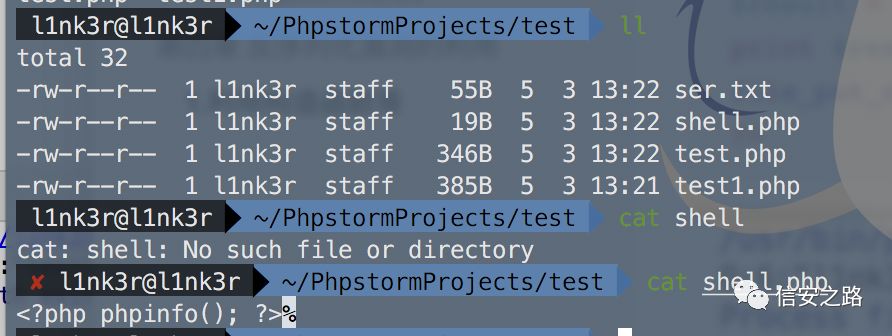 test.php test1.php
l1nk3r@l1nk3r ~/PhpstormProjects/test ll
total 32
-rw-r--r-- 1 l1nk3r staff 55B 5 3 13:22 ser.txt
-rw-r--r-- 1 l1nk3r staff 19B 5 3 13:22 shell.php
-rw-r--r-- 1 l1nk3r staff 346B 5 3 13:22 test.php
-rw-r--r-- 1 l1nk3r staff 385B 5 3 13:21 test1.php
l1nk3r@l1nk3r ~/PhpstormProjects/test cat shell
cat: shell: No such file or directory
✘ l1nk3r@l1nk3r ~/PhpstormProjects/test cat shell.php
<?php phpinfo(); ?>%
信安之路